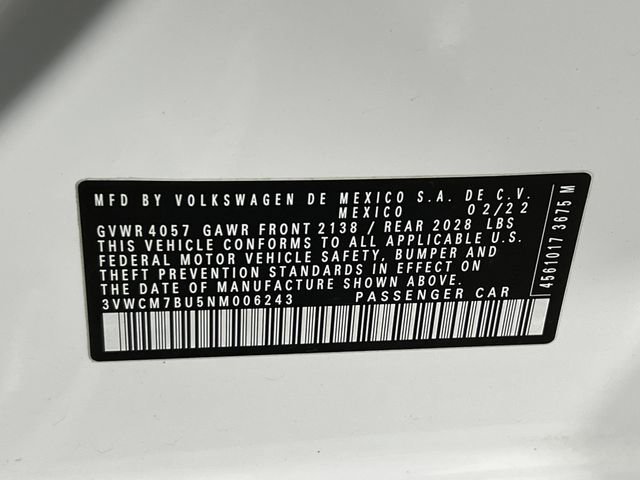 MFD BY VOLKSWAGEN DE MEXICO S.A. DE C.V.
MEXICO 02/22
GVWR 4057 GAWR FRONT 2138 / REAR 2028 LBS
THIS VEHICLE CONFORMS TO ALL APPLICABLE U.S.
FEDERAL MOTOR VEHICLE SAFETY, BUMPER AND
THEFT PREVENTION STANDARDS IN EFFECT ON
THE DATE OF MANUFACTURE SHOWN ABOVE.
3VWCM7BU5NM006243 PASSENGER CAR
4561017 3675 M